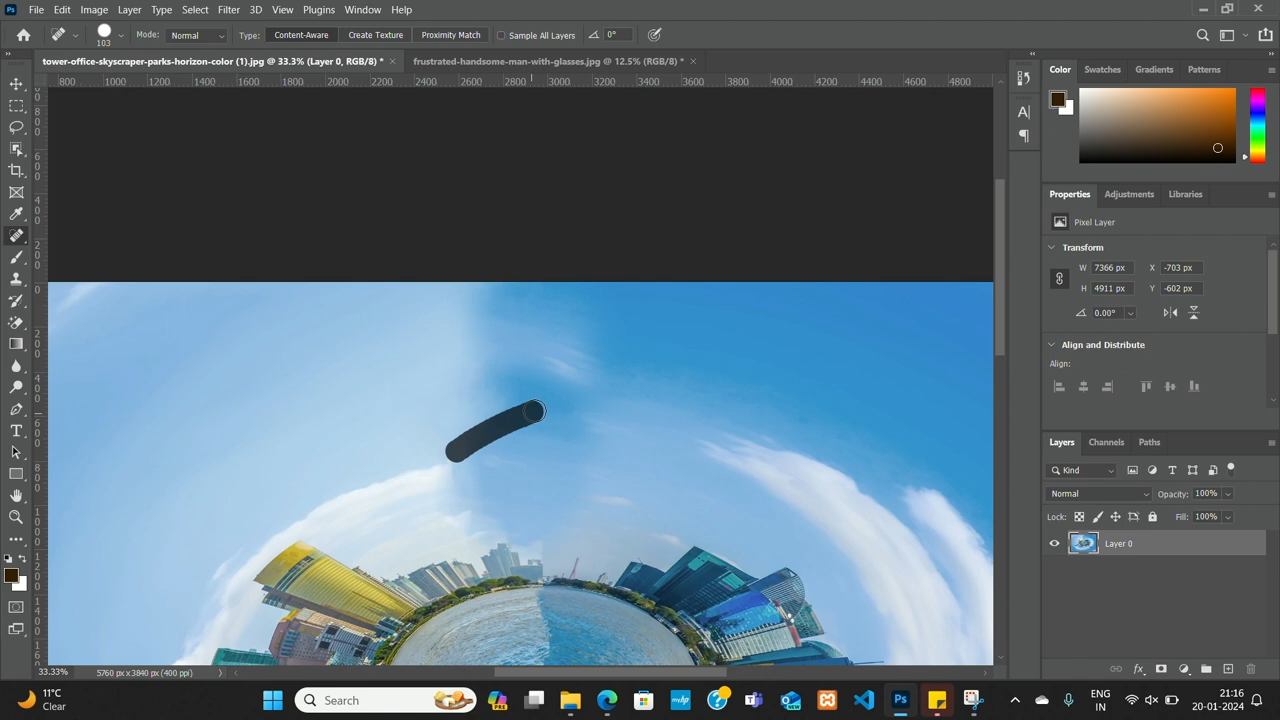 Ps File Edit Image Layer Type Select Filter 3D View Plugins Window Help
103 Mode: Normal Type: Content-Aware Create Texture Proximity Match Sample All Layers 0°
tower-office-skyscraper-parks-horizon-color (1).jpg @ 33.3% (Layer 0, RGB/8) * × frustrated-handsome-man-with-glasses.jpg @ 12.5% (RGB/8) * ×
800 1000 1200 1400 1600 1800 2000 2200 2400 2600 2800 3000 3200 3400 3600 3800 4000 4200 4400 4600 4800
Color Swatches Gradients Patterns
Properties Adjustments Libraries
Pixel Layer
Transform
W 7366 px X -703 px
H 4911 px Y -602 px
0.00°
Align and Distribute
Align:
Layers Channels Paths
Kind
Normal Opacity: 100%
Lock: Fill: 100%
Layer 0
33.33% 5760 px x 3840 px (400 ppi)
11°C
Clear
Search
ENG
IN
21:16
20-01-2024